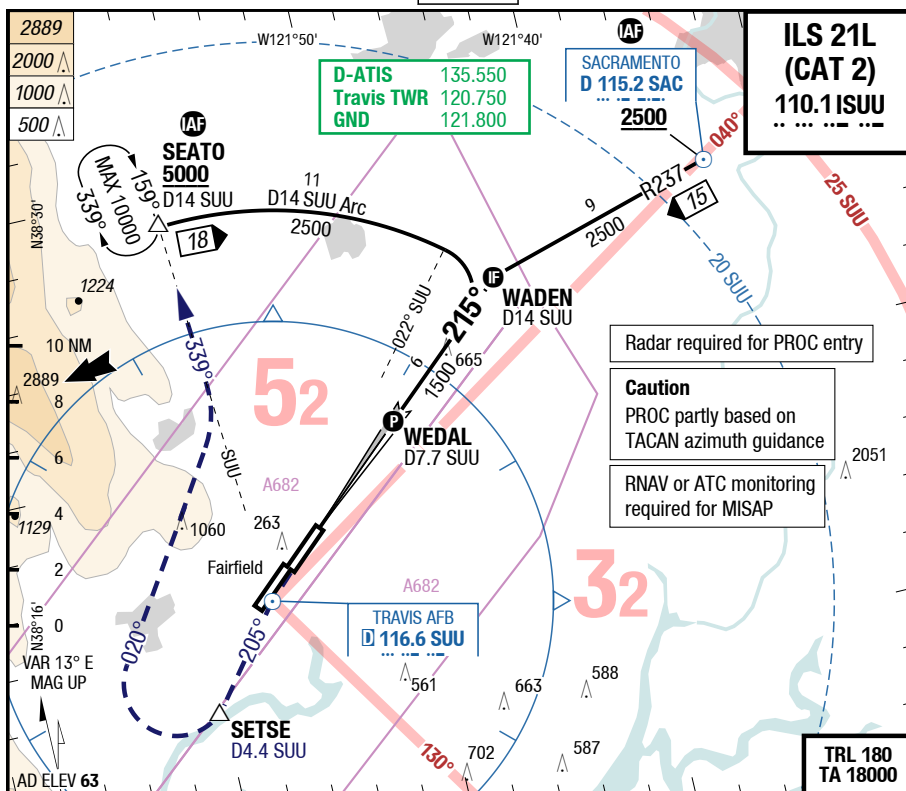 2889
2000
1000
500
W121°50'
W121°40'
D-ATIS 135.550
Travis TWR 120.750
GND 121.800
IAF
SACRAMENTO
D 115.2 SAC
2500
ILS 21L
(CAT 2)
110.1 ISUU
IAF
SEATO
5000
D14 SUU
MAX 10000
159°
339°
18
11
D14 SUU Arc
2500
R237
9
2500
15
040°
25 SUU
20 SUU
N38°30'
1224
IF
WADEN
D14 SUU
215°
022° SUU
6
1500
665
339°
SUU
10 NM
2889
8
6
4
2
0
52
P
WEDAL
D7.7 SUU
Radar required for PROC entry
Caution
PROC partly based on
TACAN azimuth guidance
RNAV or ATC monitoring
required for MISAP
2051
A682
1129
1060
263
Fairfield
A682
32
N38°16'
VAR 13° E
MAG UP
020°
205°
TRAVIS AFB
D 116.6 SUU
561
663
588
587
702
SETSE
D4.4 SUU
130°
AD ELEV 63
TRL 180
TA 18000